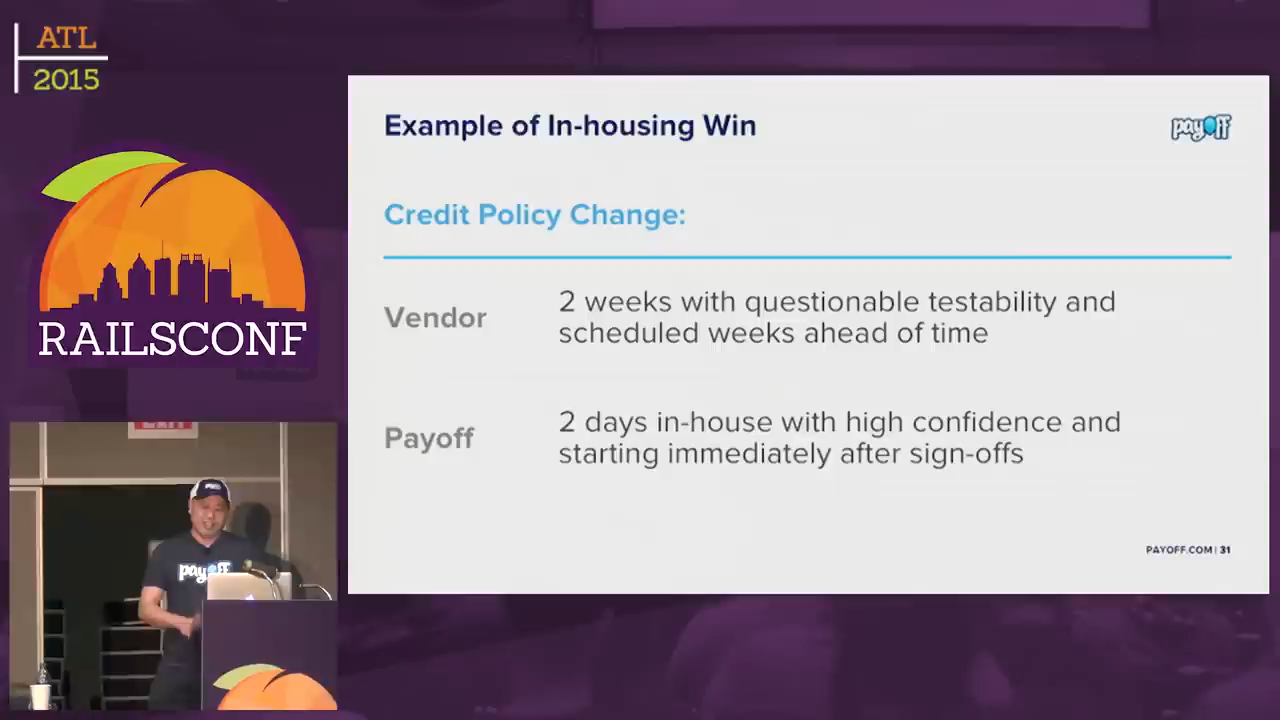 ATL
2015
RAILSCONF
Example of In-housing Win
payoff
Credit Policy Change:
Vendor
2 weeks with questionable testability and
scheduled weeks ahead of time
Payoff
2 days in-house with high confidence and
starting immediately after sign-offs
PAYOFF.COM | 31
EXIT
payoff